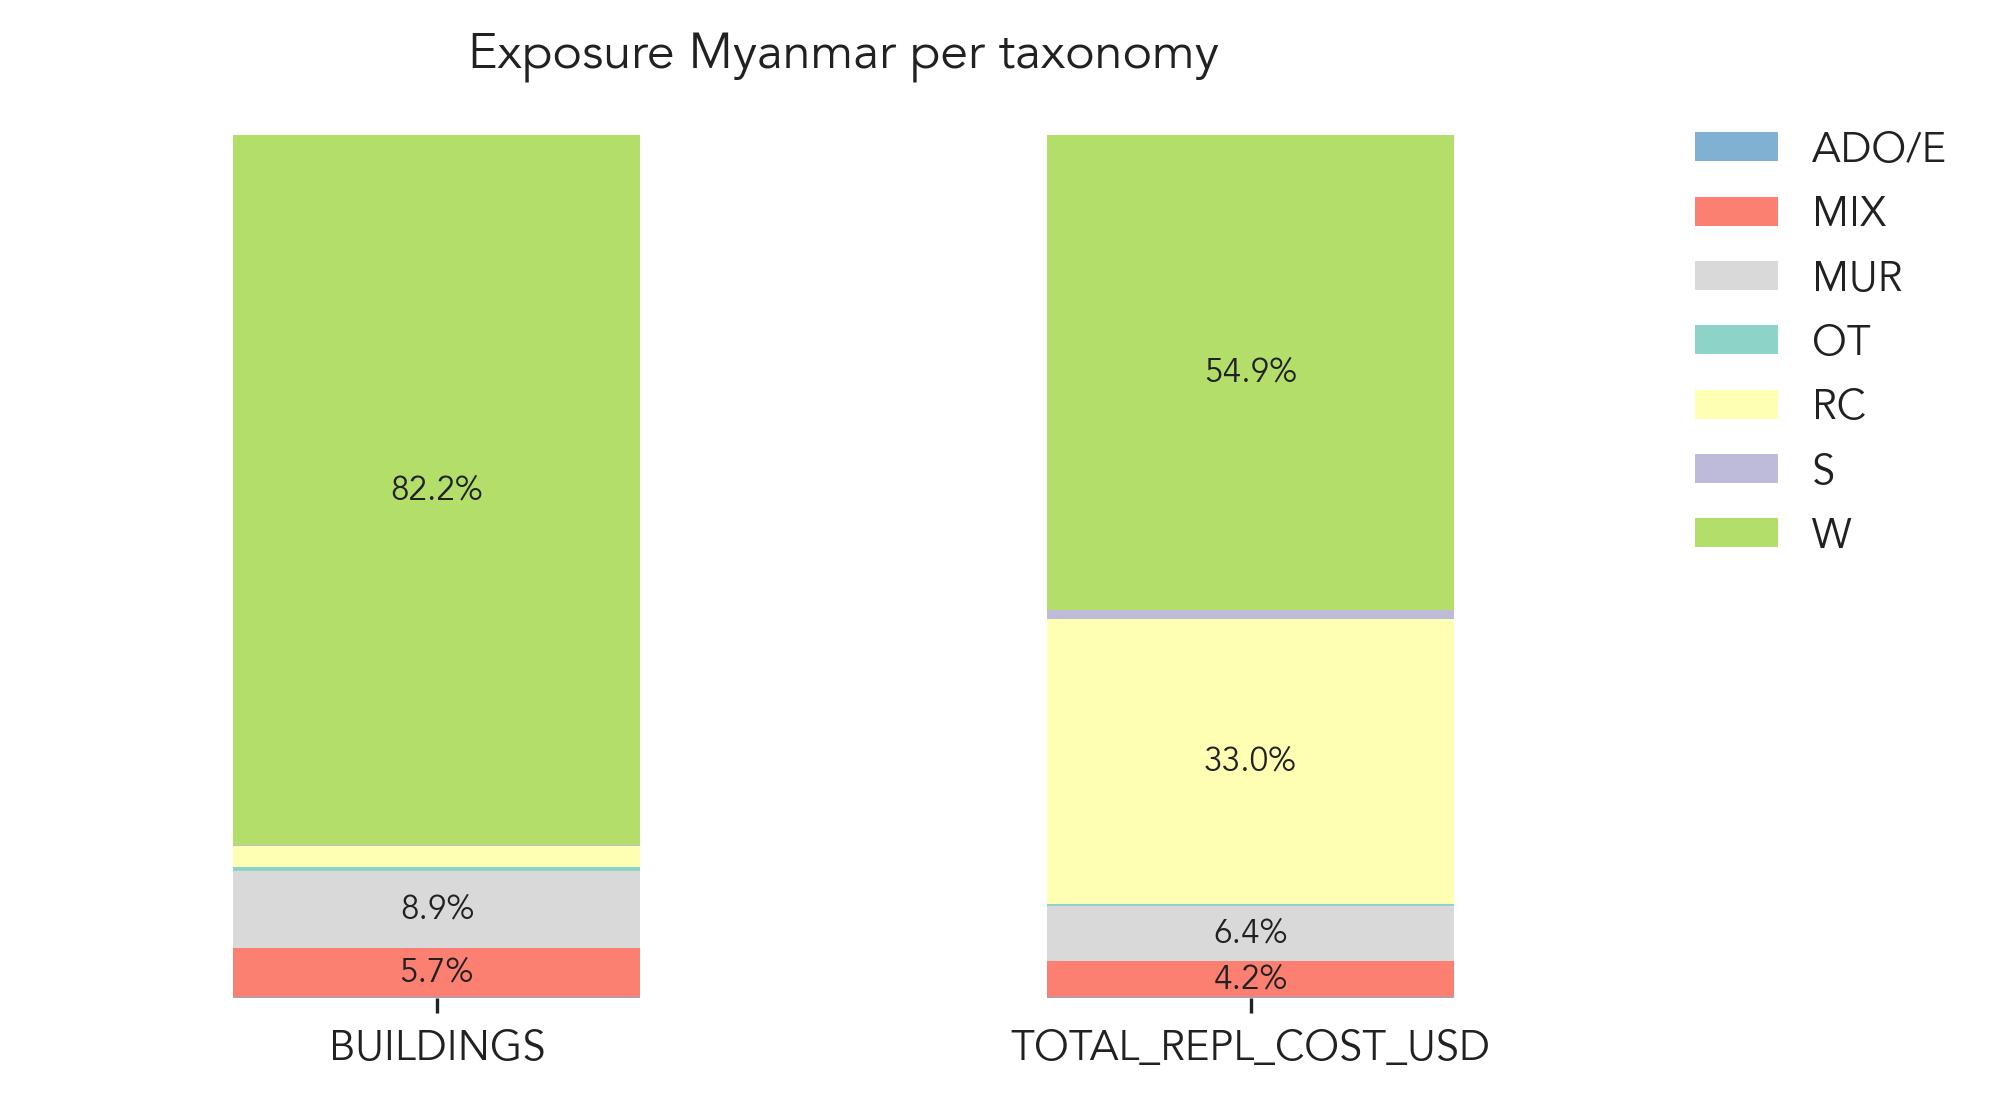 Exposure Myanmar per taxonomy
ADO/E
MIX
MUR
OT
RC
S
W
82.2%
8.9%
5.7%
54.9%
33.0%
6.4%
4.2%
BUILDINGS
TOTAL_REPL_COST_USD